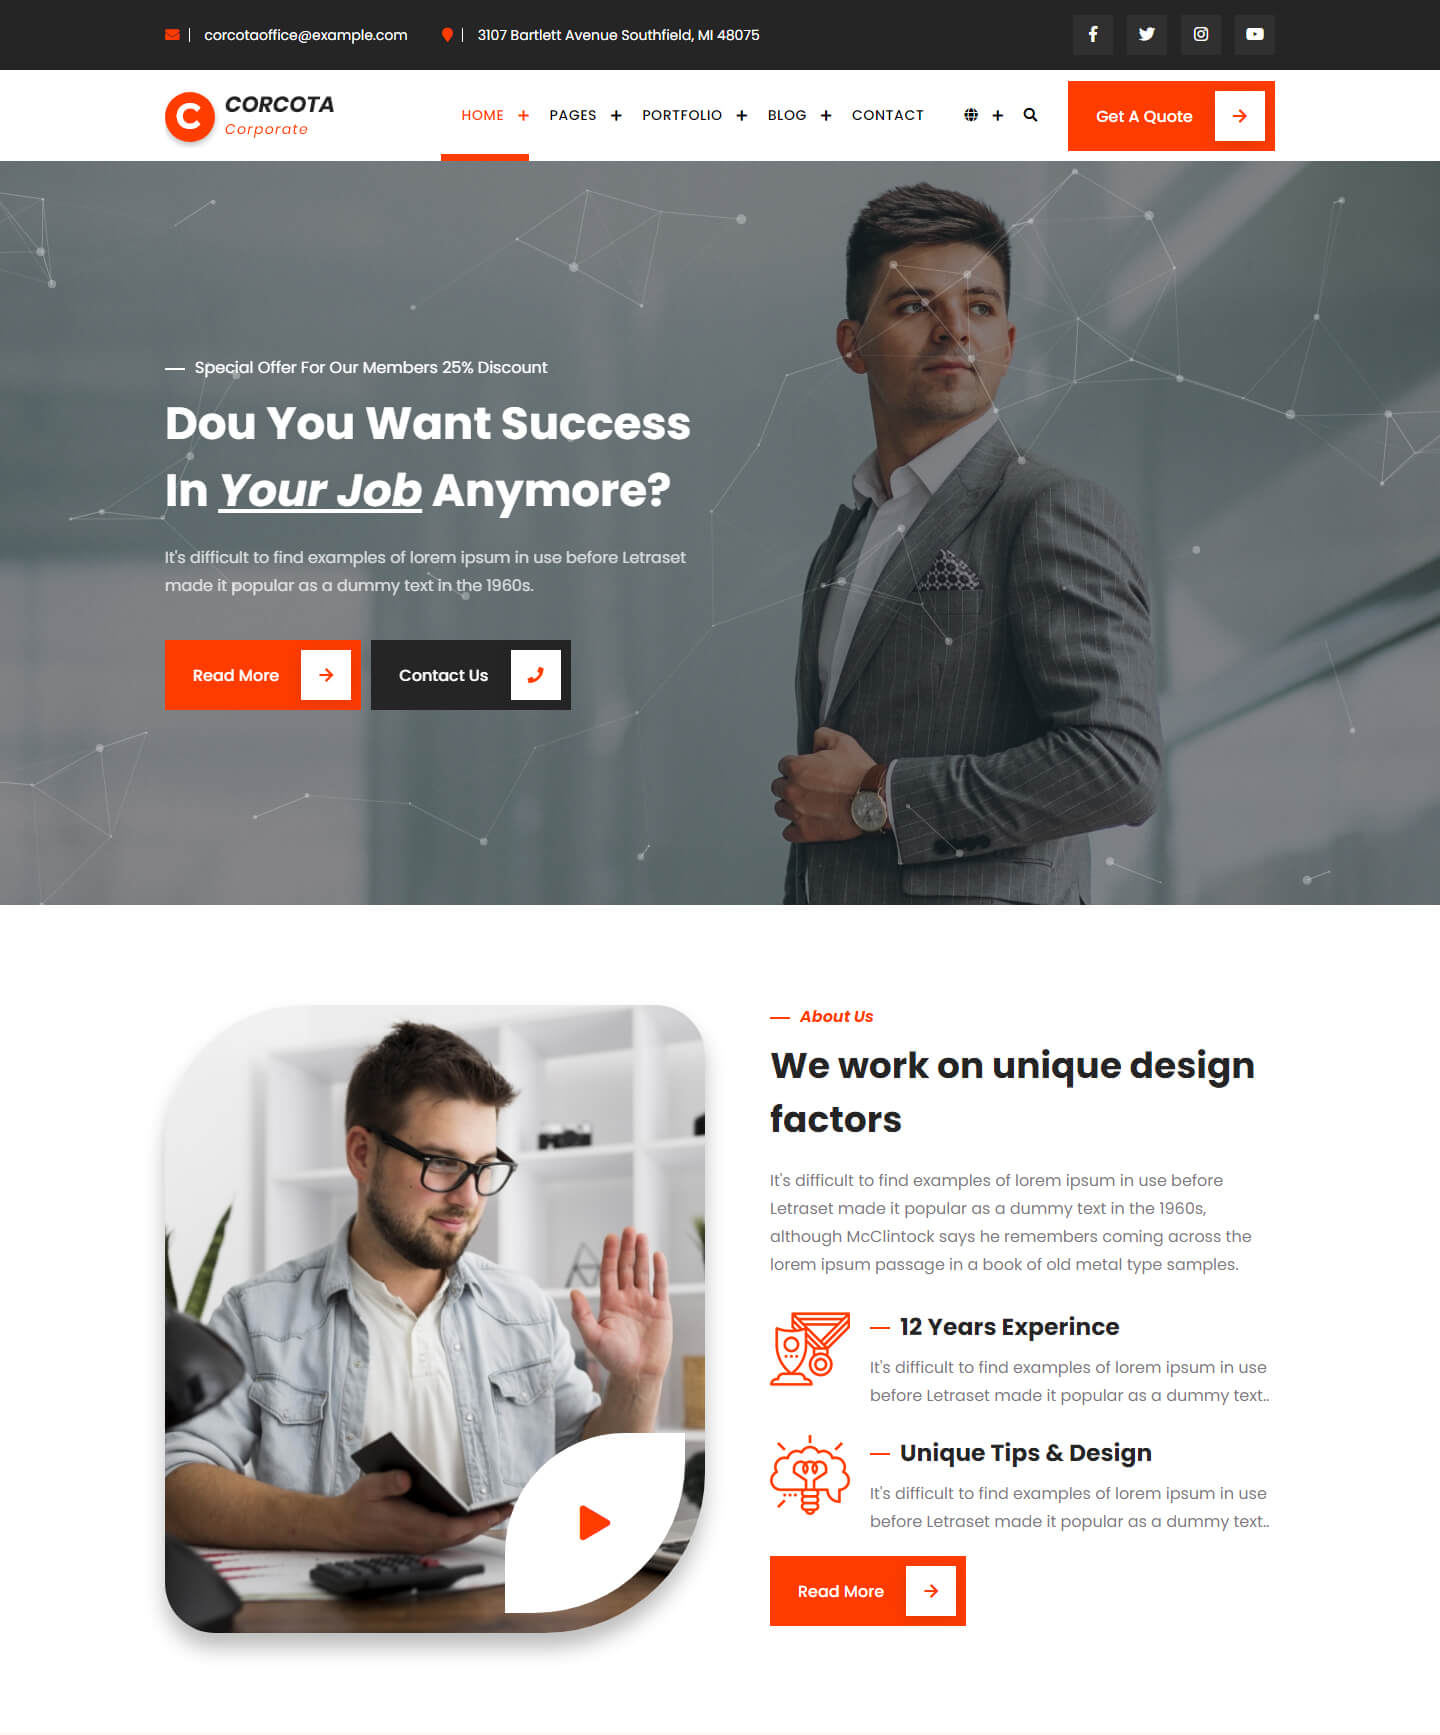 corcotaoffice@example.com
3107 Bartlett Avenue Southfield, MI 48075
C
CORCOTA
Corporate
HOME
PAGES
PORTFOLIO
BLOG
CONTACT
Get A Quote
Special Offer For Our Members 25% Discount
Dou You Want Success
In Your Job Anymore?
It's difficult to find examples of lorem ipsum in use before Letraset
made it popular as a dummy text in the 1960s.
Read More
Contact Us
About Us
We work on unique design
factors
It's difficult to find examples of lorem ipsum in use before
Letraset made it popular as a dummy text in the 1960s,
although McClintock says he remembers coming across the
lorem ipsum passage in a book of old metal type samples.
12 Years Experince
It's difficult to find examples of lorem ipsum in use
before Letraset made it popular as a dummy text..
Unique Tips & Design
It's difficult to find examples of lorem ipsum in use
before Letraset made it popular as a dummy text..
Read More